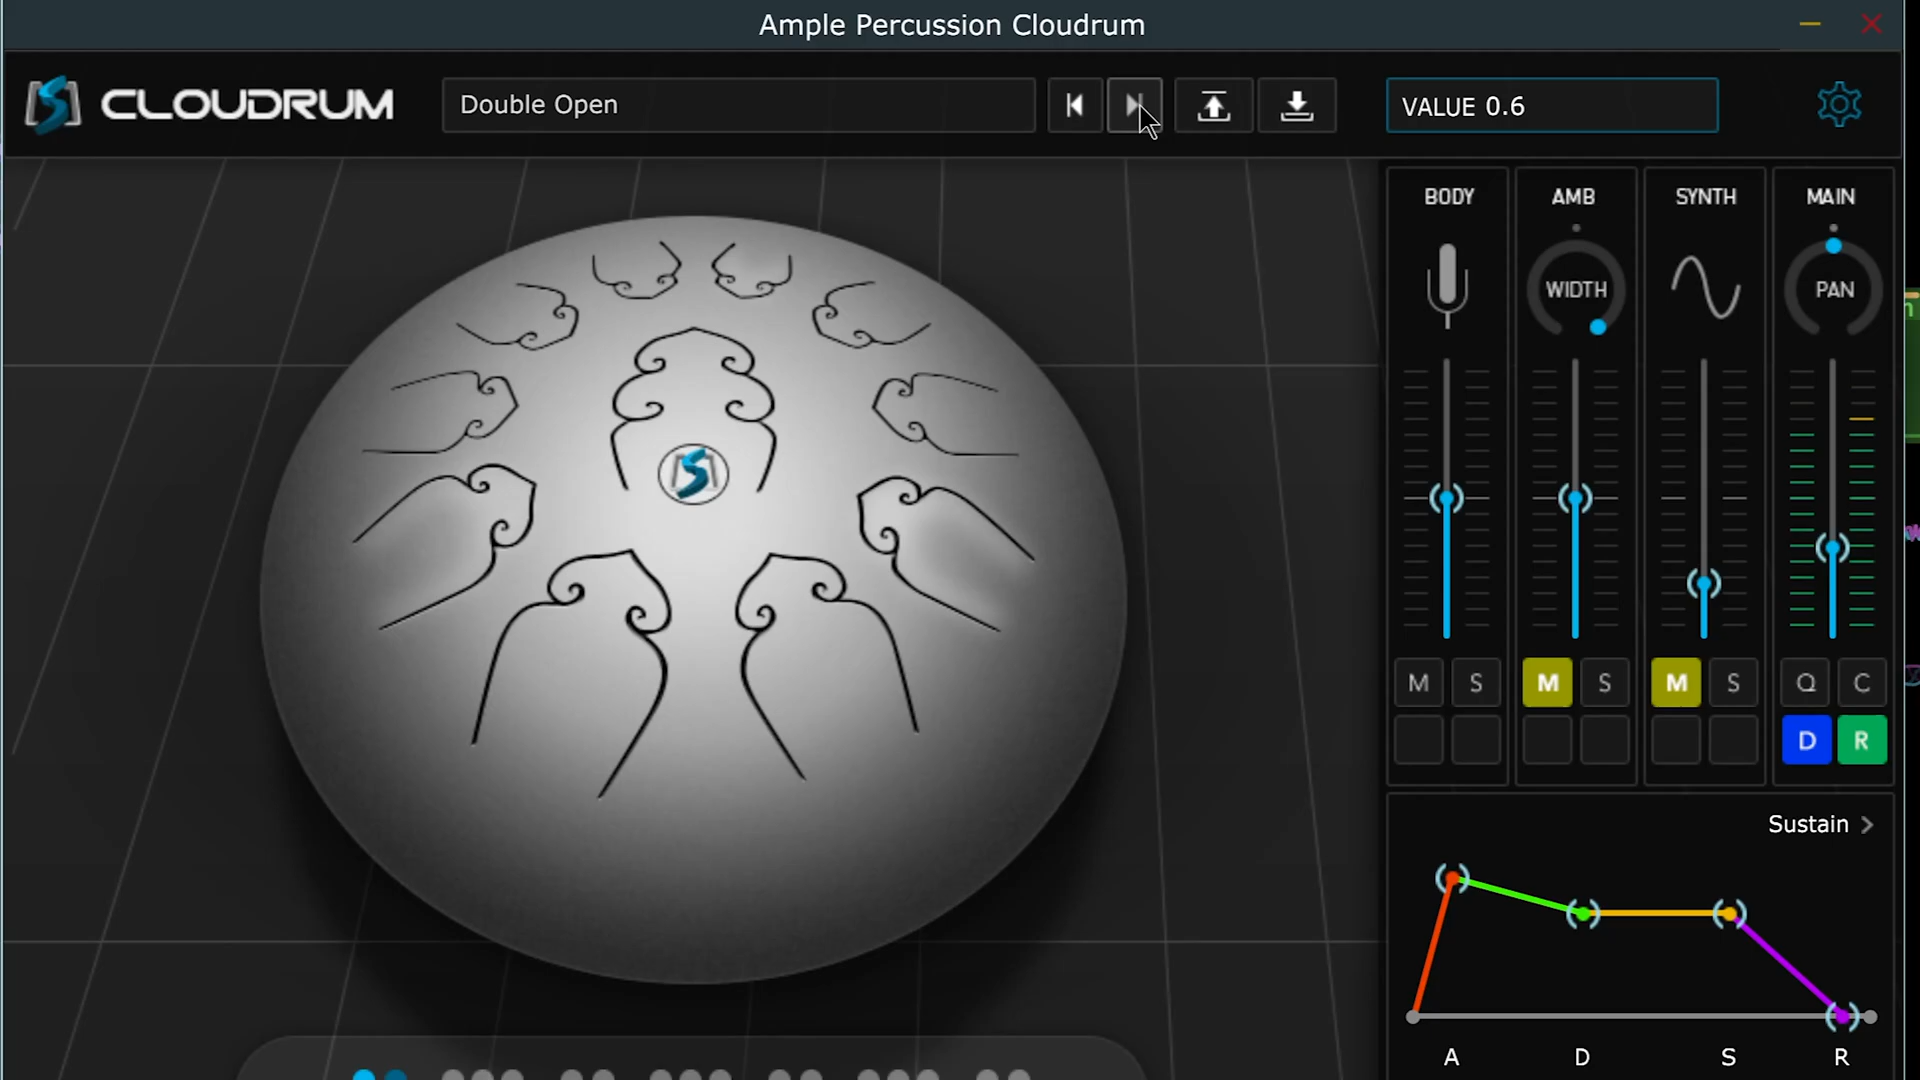 Ample Percussion Cloudrum
CLOUDRUM
Double Open
VALUE 0.6
BODY
AMB
SYNTH
MAIN
WIDTH
PAN
M S M S M S Q C
D R
Sustain
A D S R